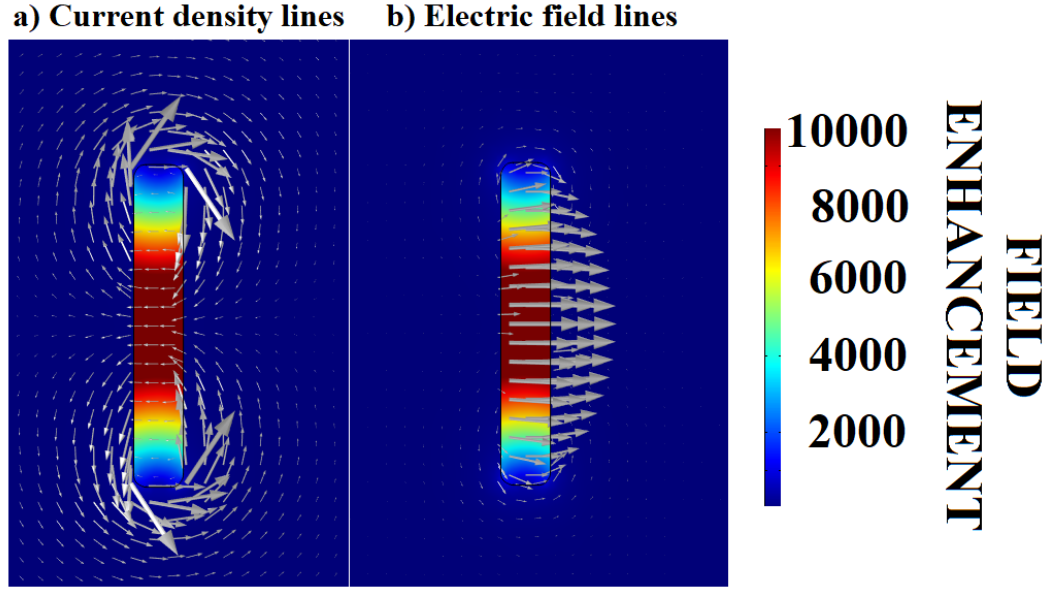 a) Current density lines
b) Electric field lines
10000
8000
6000
4000
2000
FIELD
ENHANCEMENT